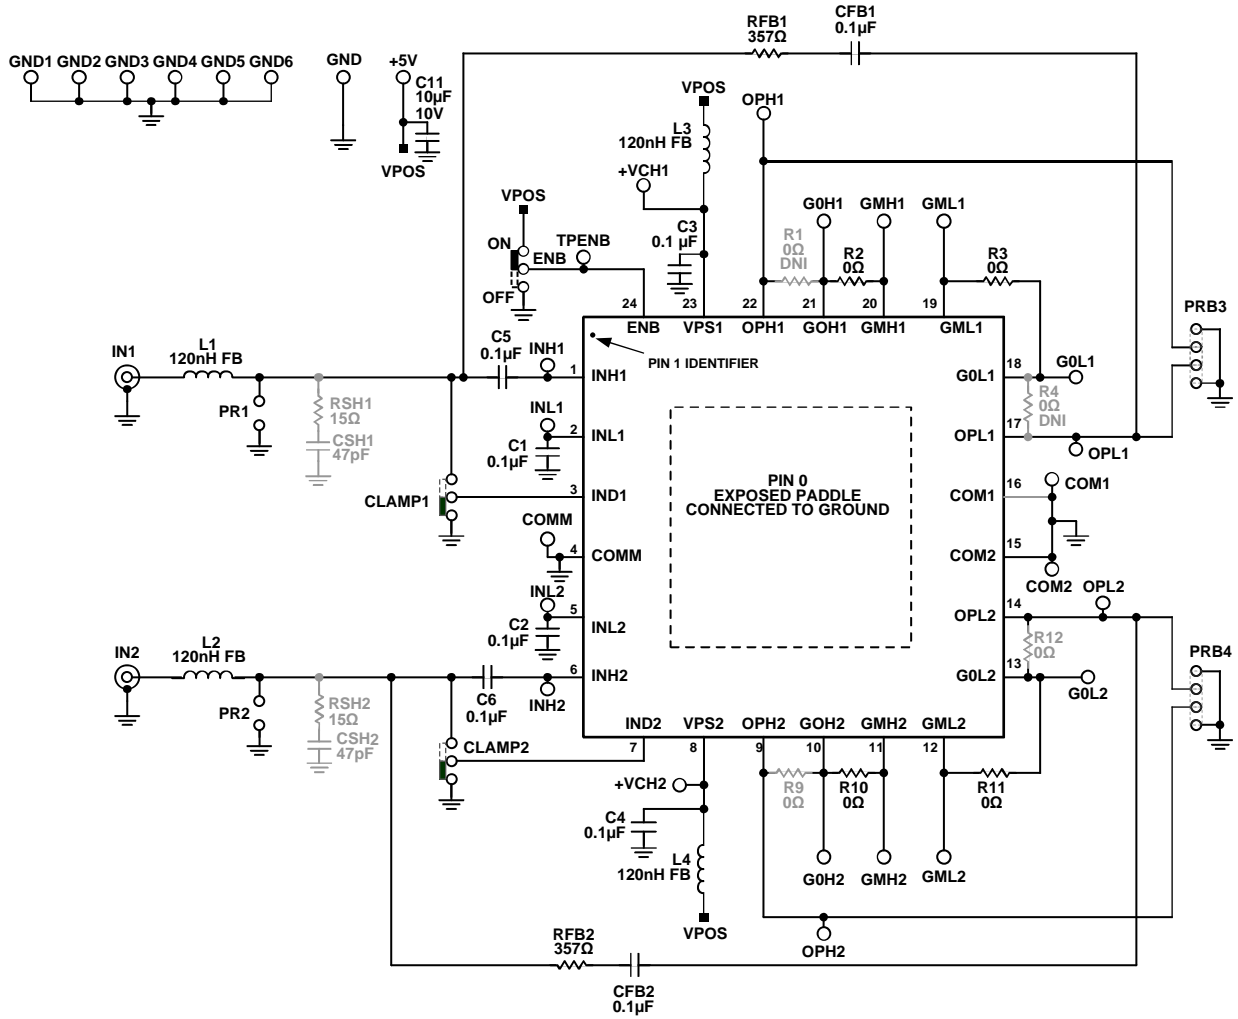 GND1 GND2 GND3 GND4 GND5 GND6
GND
+5V
C11
10µF
10V
VPOS
RFB1
357Ω
CFB1
0.1µF
VPOS
L3
120nH FB
OPH1
+VCH1
C3
0.1 µF
VPOS
ON
ENB
OFF
TPENB
G0H1
GMH1
GML1
R1
0Ω
DNI
R2
0Ω
R3
0Ω
24 23 22 21 20 19
ENB VPS1 OPH1 GOH1 GMH1 GML1
PIN 1 IDENTIFIER
PRB3
IN1
L1
120nH FB
PR1
RSH1
15Ω
CSH1
47pF
C5
0.1µF
INH1
1
INH1
INL1
C1
0.1µF
2
INL1
CLAMP1
3
IND1
COMM
4
COMM
INL2
C2
0.1µF
5
INL2
6
INH2
PIN 0
EXPOSED PADDLE
CONNECTED TO GROUND
18
G0L1
G0L1
R4
0Ω
DNI
17
OPL1
OPL1
16
COM1
COM1
15
COM2
COM2
14
OPL2
OPL2
R12
0Ω
13
G0L2
G0L2
PRB4
IN2
L2
120nH FB
PR2
RSH2
15Ω
CSH2
47pF
C6
0.1µF
INH2
CLAMP2
IND2 VPS2 OPH2 GOH2 GMH2 GML2
7 8 9 10 11 12
+VCH2
C4
0.1µF
L4
120nH FB
VPOS
R9
0Ω
R10
0Ω
R11
0Ω
G0H2
GMH2
GML2
OPH2
RFB2
357Ω
CFB2
0.1µF